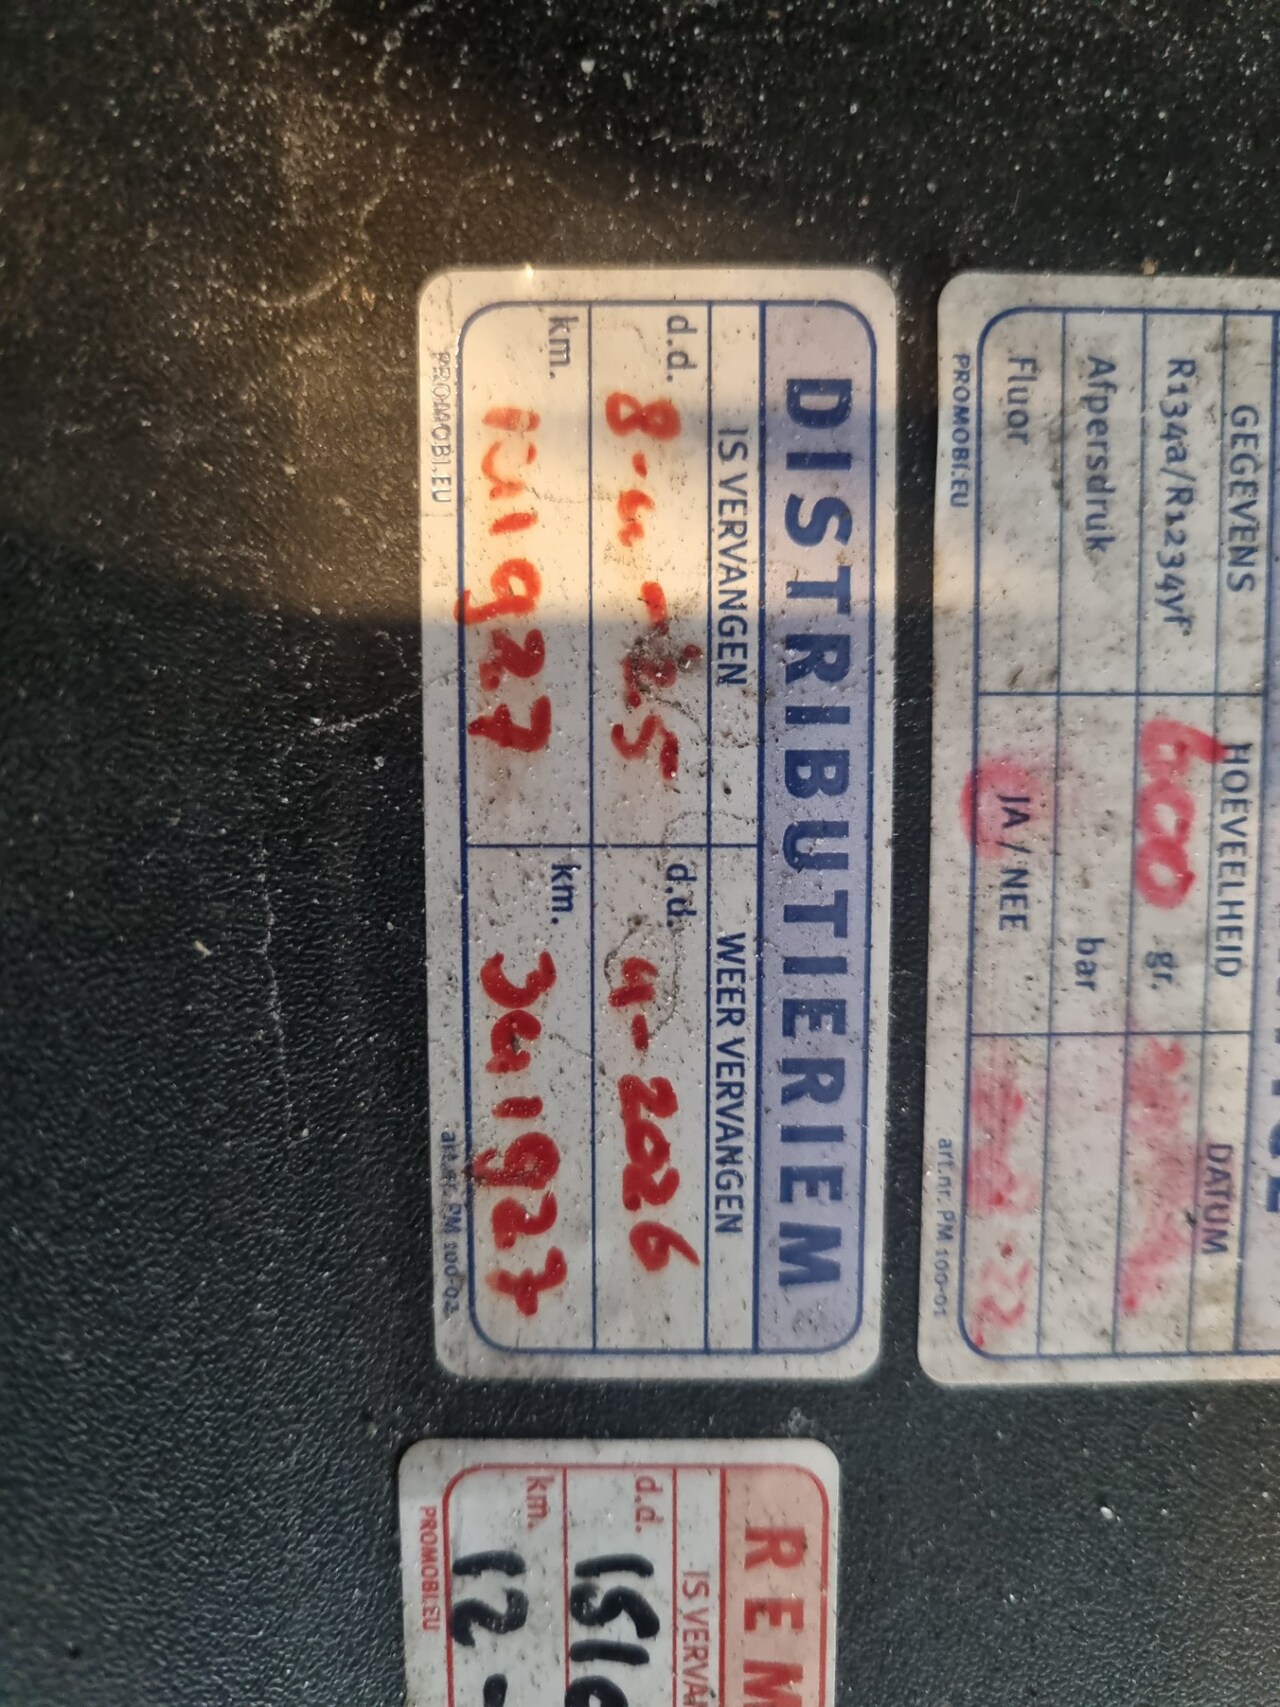 GEGEVENS HOEVEELHEID DATUM
R134a/R1234yf 600 gr.
Afpersdruk bar
Fluor JA / NEE
PROMOBI.EU art.nr. PM 100-01
DISTRIBUTIERIEM
IS VERVANGEN WEER VERVANGEN
d.d. 8-4-25 d.d. 4-2026
km. 141927 km. 341927
PROMOBI.EU art.nr. PM 100-02
REM
IS
d.d.
km. 12-
PROMOBI.EU